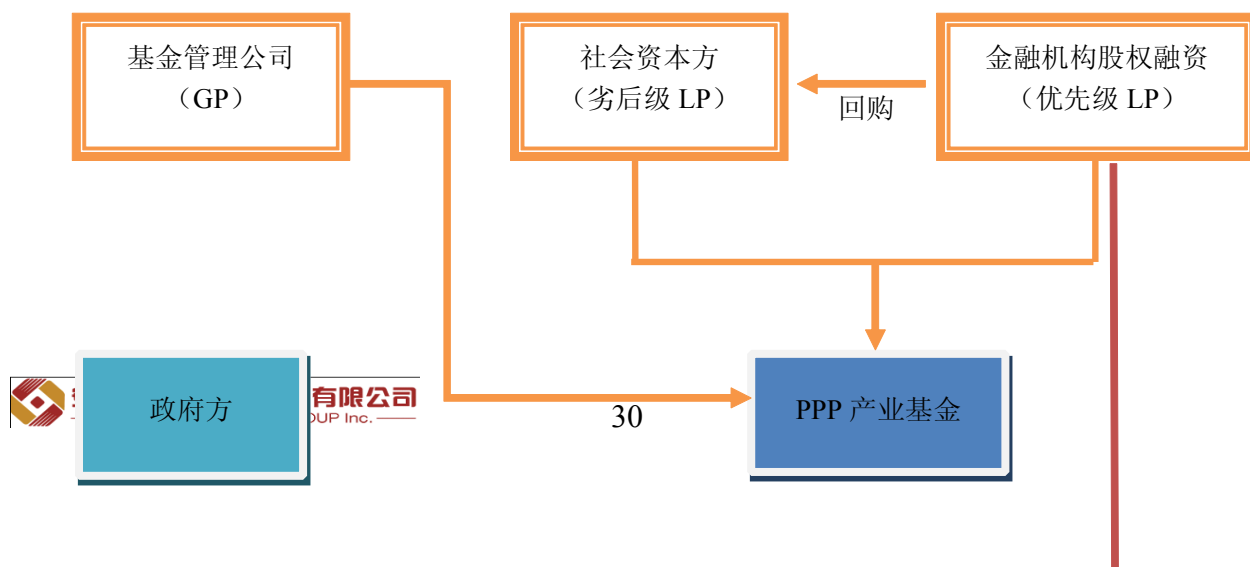 基金管理公司
（GP）
社会资本方
（劣后级 LP）
金融机构股权融资
（优先级 LP）
回购
政府方
有限公司
OUP Inc.
30
PPP 产业基金